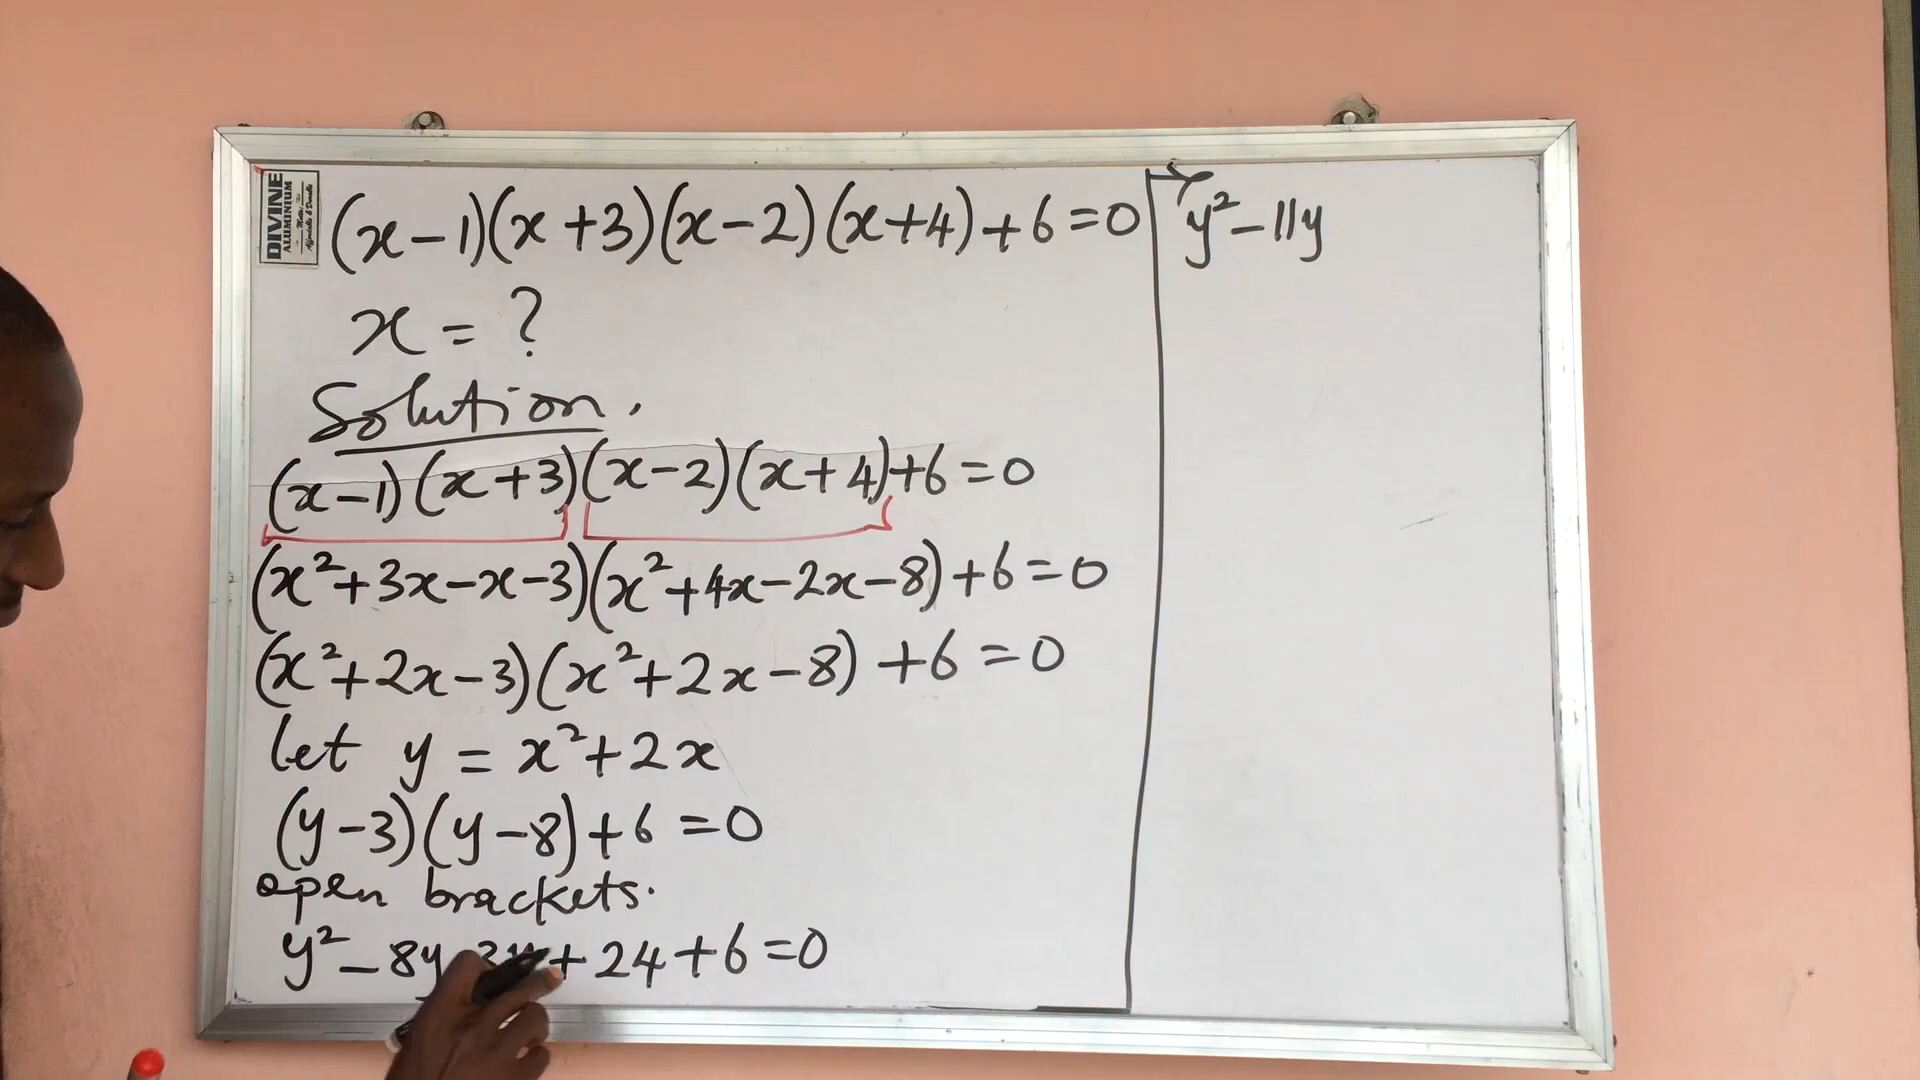 DIVINE
ALUMINIUM
(x-1)(x+3)(x-2)(x+4)+6=0
x = ?
Solution.
(x-1)(x+3)(x-2)(x+4)+6=0
(x²+3x-x-3)(x²+4x-2x-8)+6=0
(x²+2x-3)(x²+2x-8)+6=0
let y = x²+2x
(y-3)(y-8)+6=0
open brackets.
y²-8y-3y+24+6=0
y²-11y